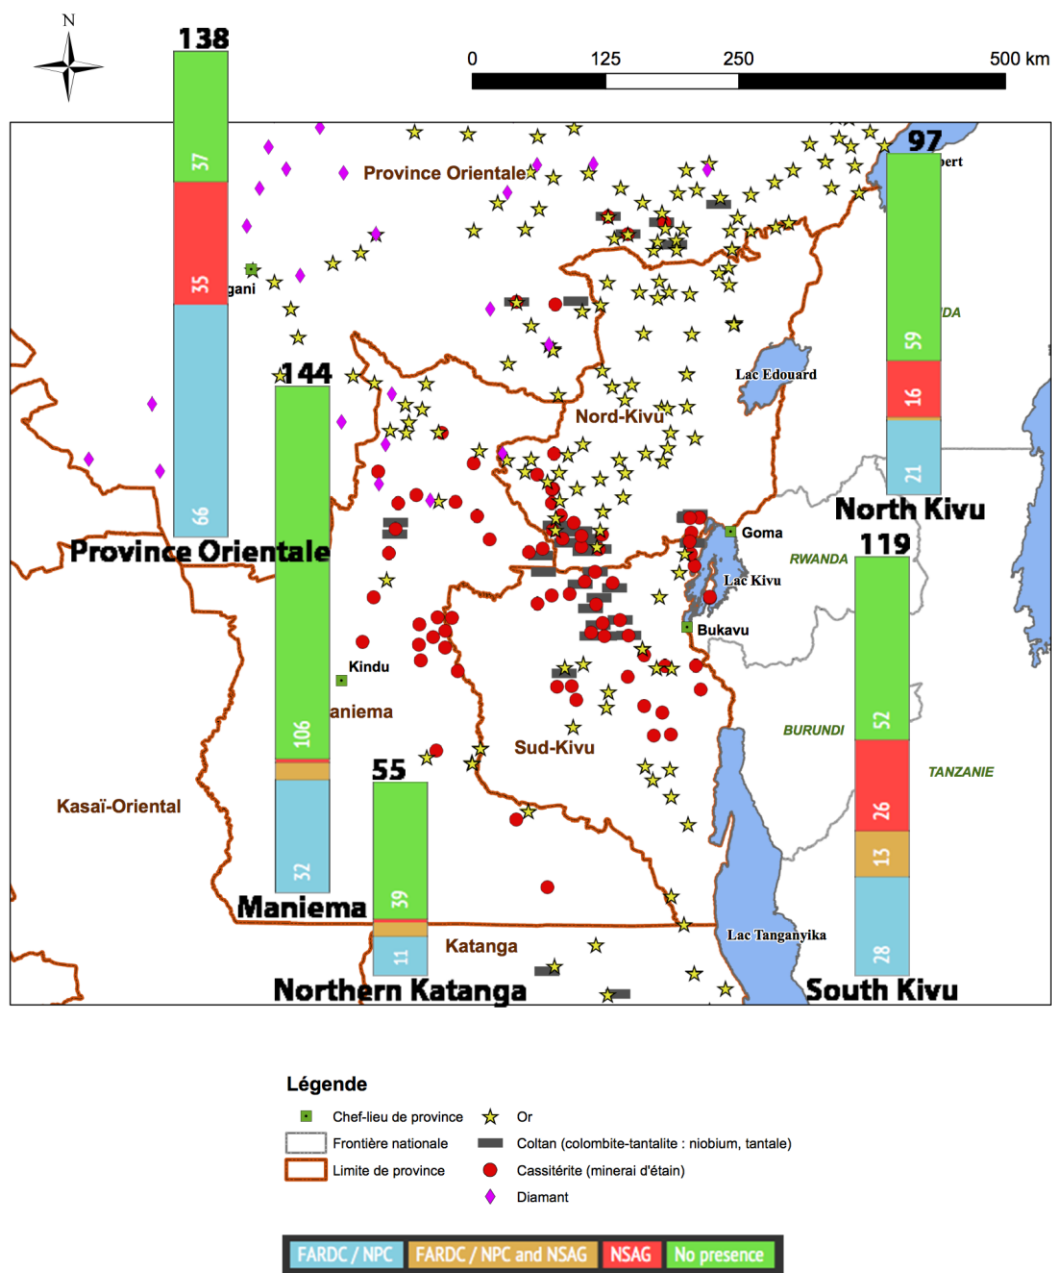 N
138
0 125 250 500 km
97
bert
Province Orientale
37
35
gani
NDA
59
144
Lac Edouard
Nord-Kivu
16
21
66
North Kivu
Province Orientale
Goma
119
RWANDA
Lac Kivu
Bukavu
Kindu
106
aniema
52
BURUNDI
Sud-Kivu
TANZANIE
55
Kasaï-Oriental
26
13
32
39
Maniema
Lac Tanganyika
Katanga
11
28
Northern Katanga
South Kivu
Légende
Chef-lieu de province
Or
Frontière nationale
Coltan (colombite-tantalite : niobium, tantale)
Limite de province
Cassitérite (minerai d'étain)
Diamant
FARDC / NPC
FARDC / NPC and NSAG
NSAG
No presence